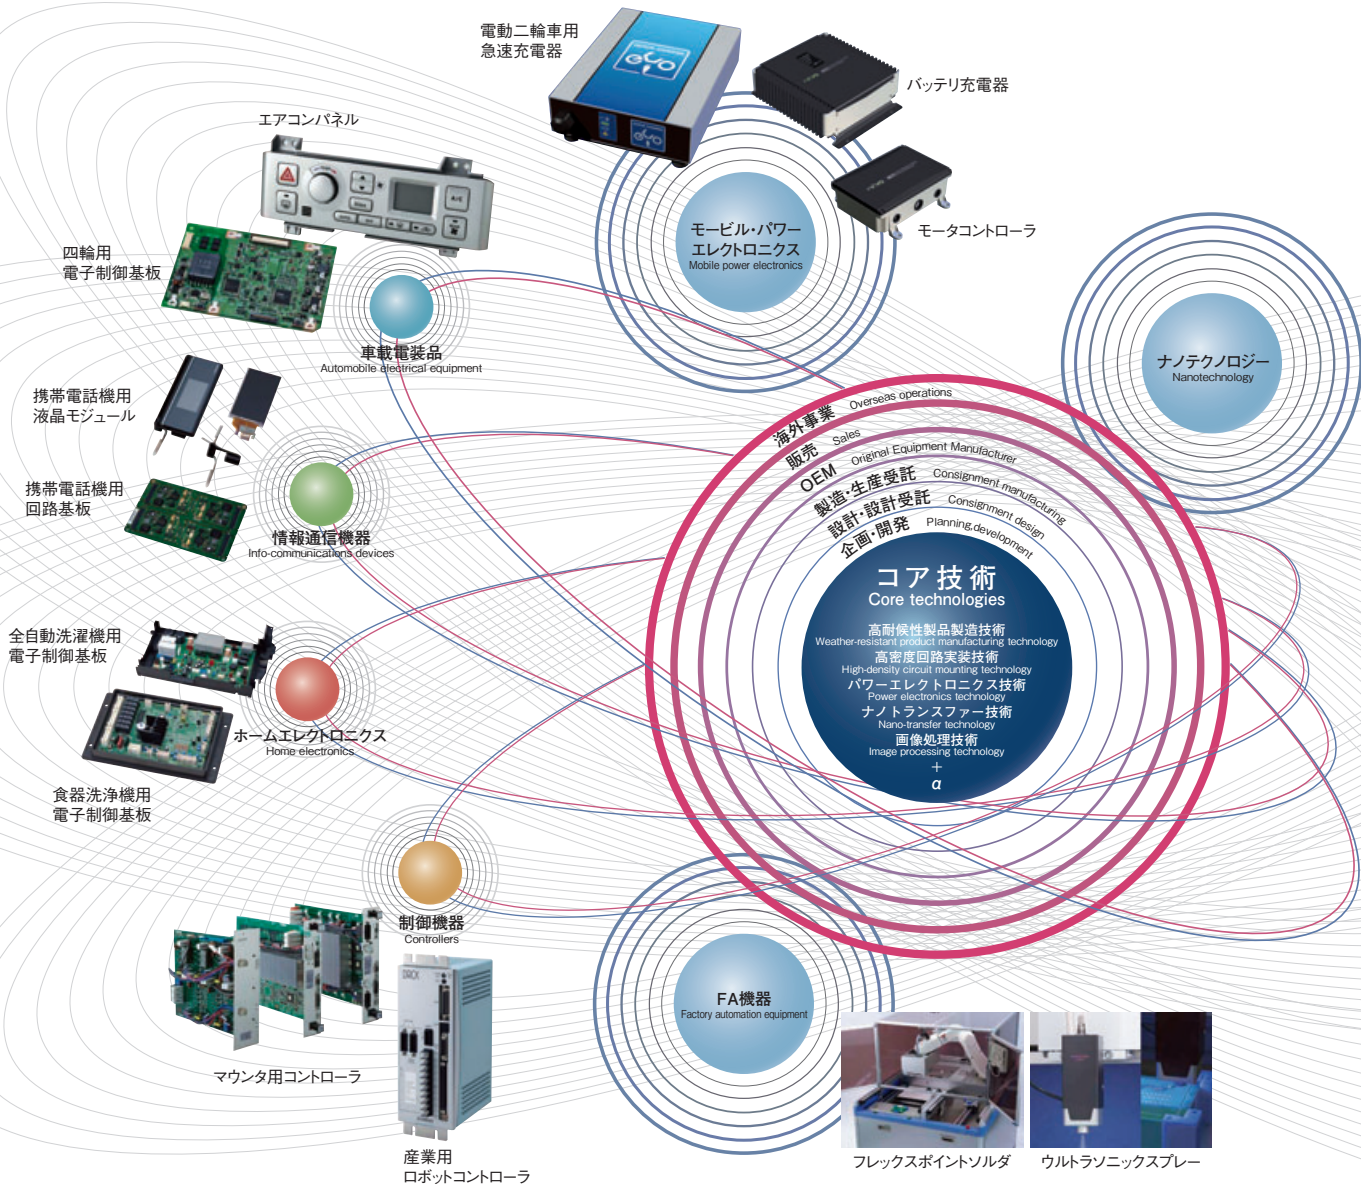 電動二輪車用
急速充電器
バッテリ充電器
エアコンパネル
モータコントローラ
四輪用
電子制御基板
モービル・パワー
エレクトロニクス
Mobile power electronics
車載電装品
Automobile electrical equipment
ナノテクノロジー
Nanotechnology
携帯電話機用
液晶モジュール
携帯電話機用
回路基板
情報通信機器
Info-communications devices
海外事業 Overseas operations
販売 Sales
OEM Original Equipment Manufacturer
製造・生産受託 Consignment manufacturing
設計・設計受託 Consignment design
企画・開発 Planning,development
コア技術
Core technologies
高耐候性製品製造技術
Weather-resistant product manufacturing technology
高密度回路実装技術
High-density circuit mounting technology
パワーエレクトロニクス技術
Power electronics technology
ナノトランスファー技術
Nano-transfer technology
画像処理技術
Image processing technology
+
α
全自動洗濯機用
電子制御基板
ホームエレクトロニクス
Home electronics
食器洗浄機用
電子制御基板
制御機器
Controllers
マウンタ用コントローラ
産業用
ロボットコントローラ
FA機器
Factory automation equipment
フレックスポイントソルダ
ウルトラソニックスプレー